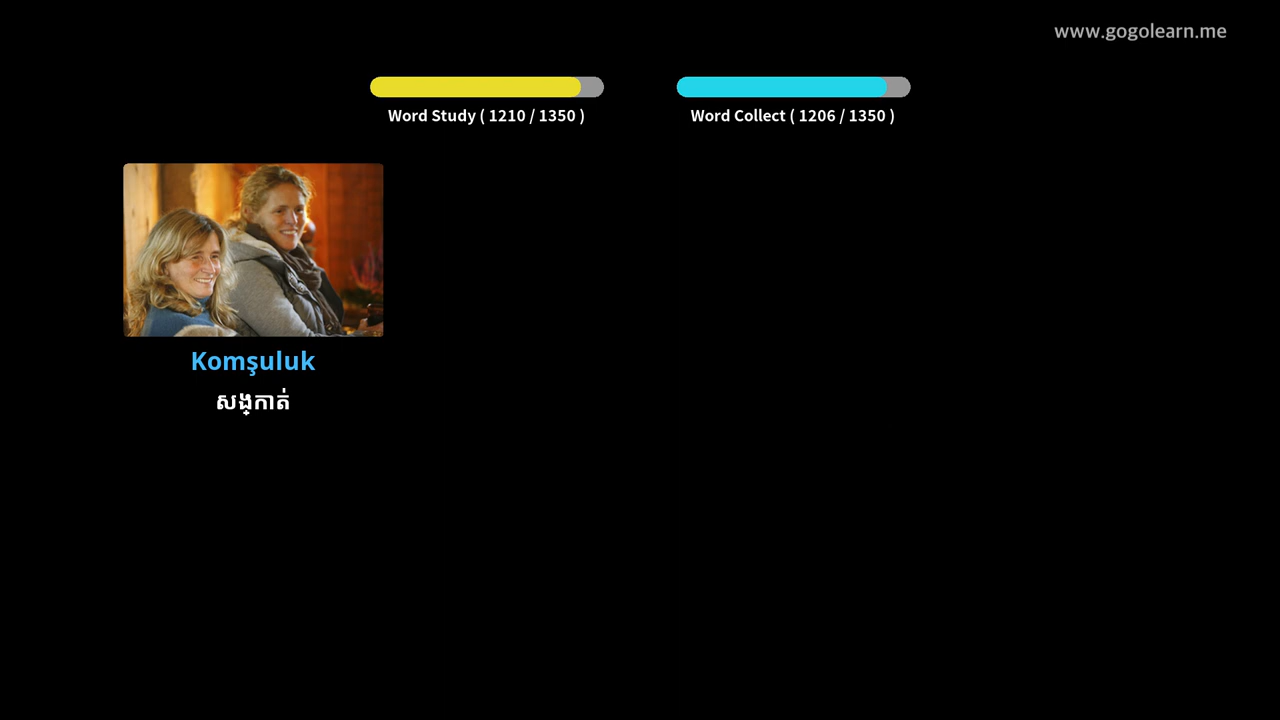 www.gogolearn.me
Word Study ( 1210 / 1350 )
Word Collect ( 1206 / 1350 )
Komşuluk
សង្កាត់